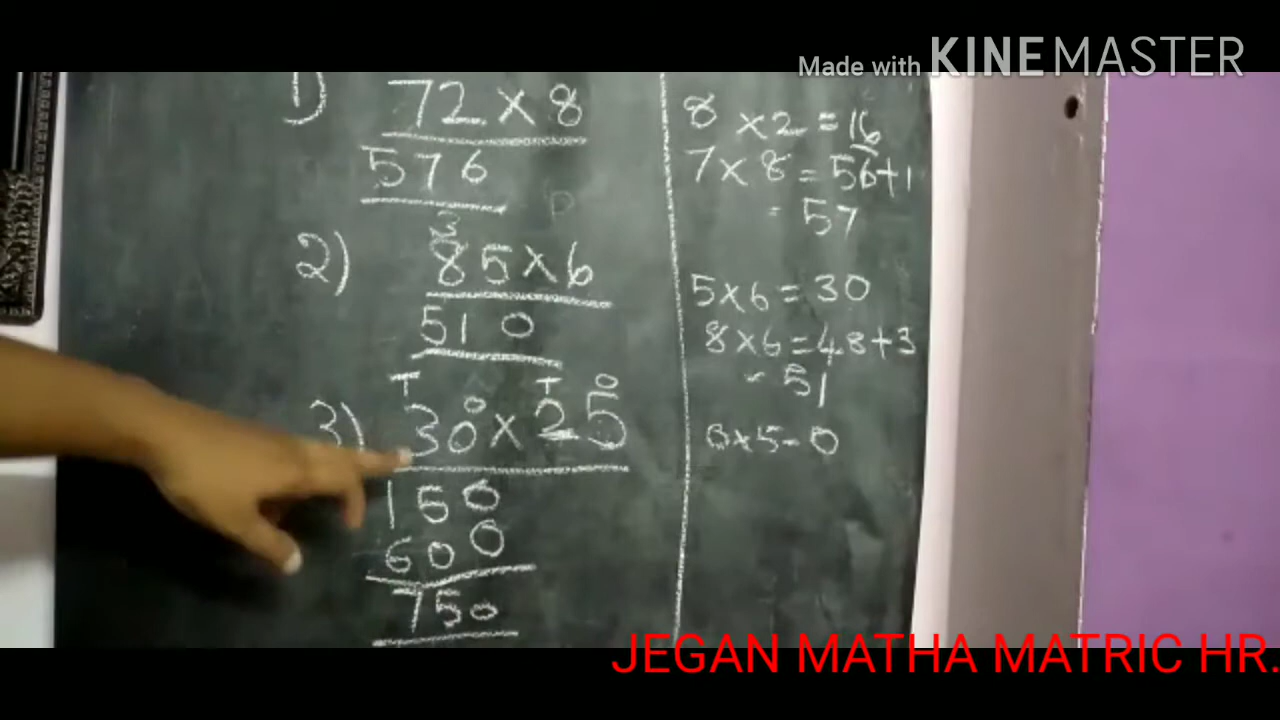 Made with KINEMASTER
1) 72 × 8
576
3
2) 85 × 6
510
T O T O
3) 30 × 25
150
600
750
8 × 2 = 16
7 × 8 = 56 + 1
= 57
5 × 6 = 30
8 × 6 = 48 + 3
= 51
0 × 5 = 0
JEGAN MATHA MATRIC HR.